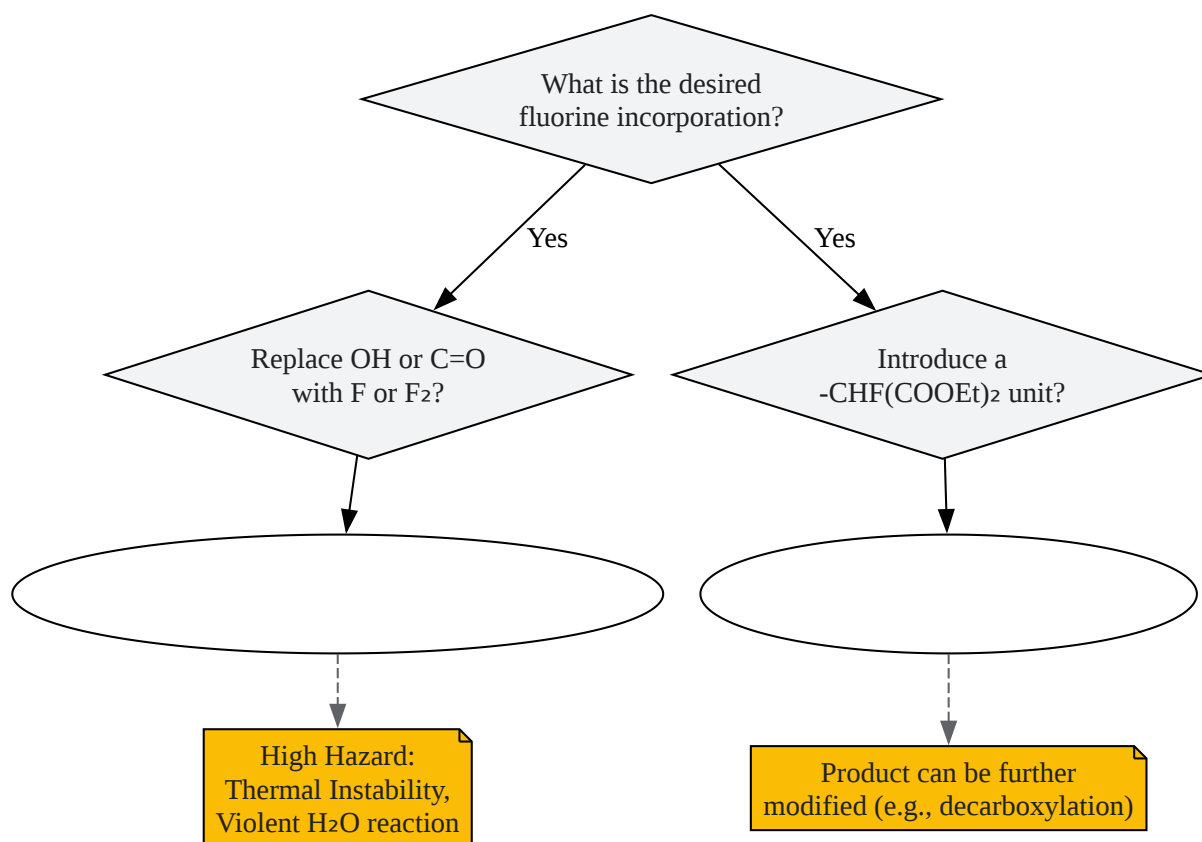 What is the desired
fluorine incorporation?
Yes
Yes
Replace OH or C=O
with F or F₂?
Introduce a
-CHF(COOEt)₂ unit?
High Hazard:
Thermal Instability,
Violent H₂O reaction
Product can be further
modified (e.g., decarboxylation)